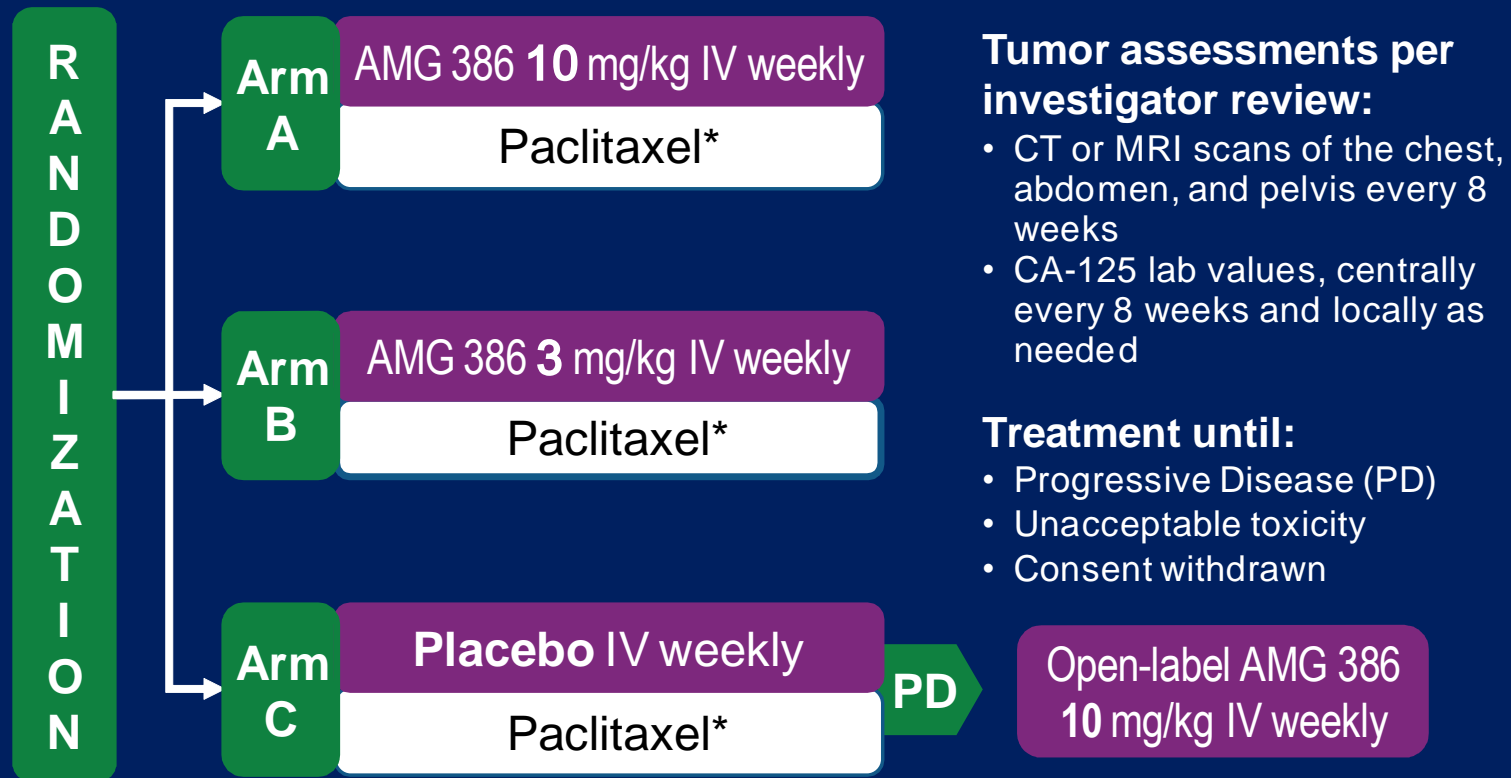 RANDOMIZATION
Arm A
AMG 386 10 mg/kg IV weekly
Paclitaxel*
Arm B
AMG 386 3 mg/kg IV weekly
Paclitaxel*
Arm C
Placebo IV weekly
Paclitaxel*
PD
Open-label AMG 386
10 mg/kg IV weekly
Tumor assessments per
investigator review:
• CT or MRI scans of the chest,
abdomen, and pelvis every 8
weeks
• CA-125 lab values, centrally
every 8 weeks and locally as
needed
Treatment until:
• Progressive Disease (PD)
• Unacceptable toxicity
• Consent withdrawn